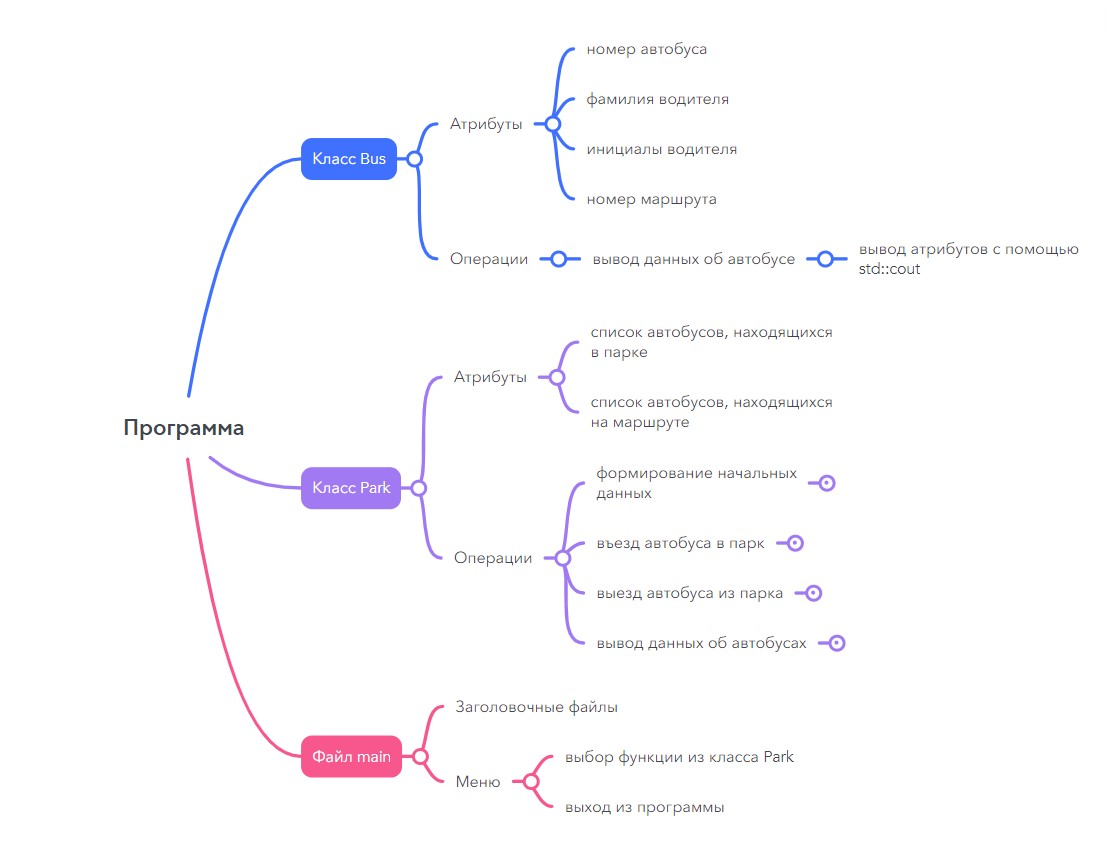 Программа
Класс Bus
Атрибуты
номер автобуса
фамилия водителя
инициалы водителя
номер маршрута
Операции
вывод данных об автобусе
вывод атрибутов с помощью
std::cout
Класс Park
Атрибуты
список автобусов, находящихся
в парке
список автобусов, находящихся
на маршруте
Операции
формирование начальных
данных
въезд автобуса в парк
выезд автобуса из парка
вывод данных об автобусах
Файл main
Заголовочные файлы
Меню
выбор функции из класса Park
выход из программы